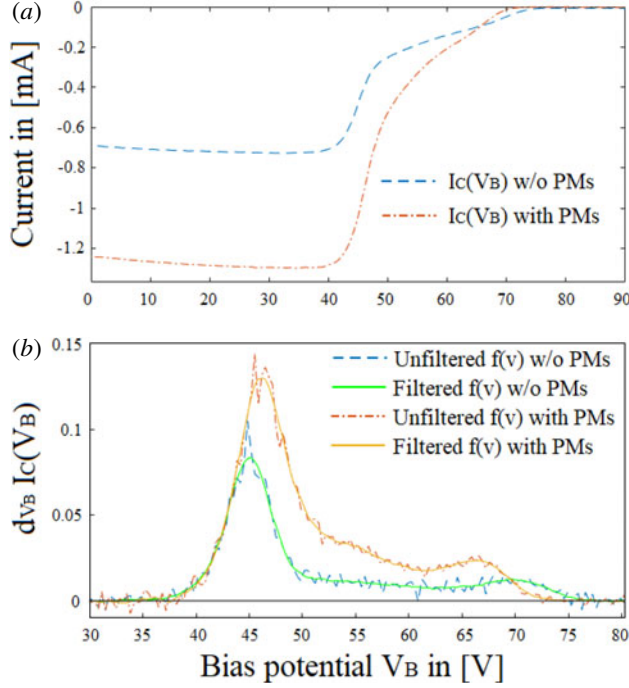 (a)
0
-0.2
-0.4
-0.6
-0.8
-1
-1.2
Current in [mA]
Ic(VB) w/o PMs
Ic(VB) with PMs
0 10 20 30 40 50 60 70 80 90
(b)
0.15
0.1
0.05
0
dVB Ic(VB)
Unfiltered f(v) w/o PMs
Filtered f(v) w/o PMs
Unfiltered f(v) with PMs
Filtered f(v) with PMs
30 35 40 45 50 55 60 65 70 75 80
Bias potential VB in [V]